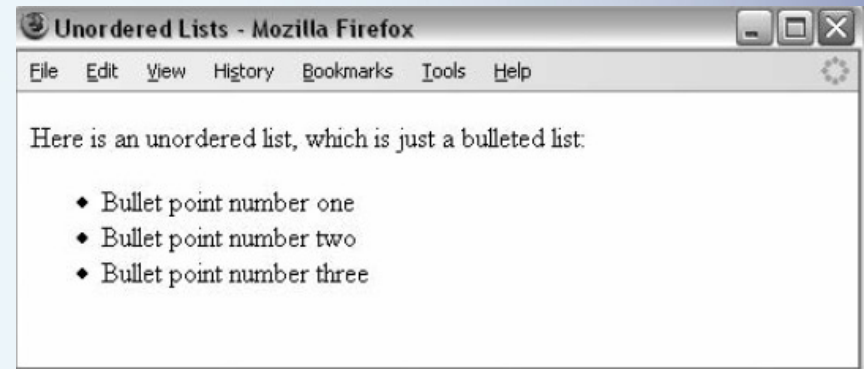 Unordered Lists - Mozilla Firefox
File Edit View History Bookmarks Tools Help
Here is an unordered list, which is just a bulleted list:
• Bullet point number one
• Bullet point number two
• Bullet point number three